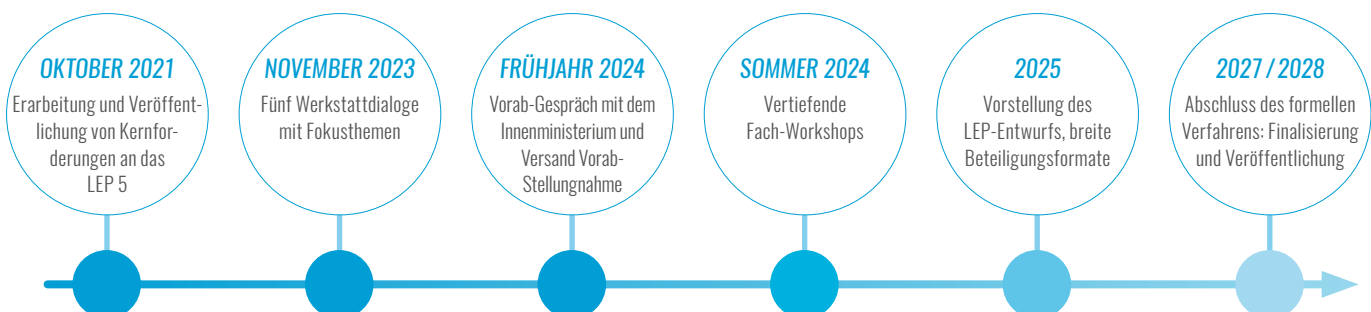 OKTOBER 2021
Erarbeitung und Veröffent-
lichung von Kernfor-
derungen an das
LEP 5
NOVEMBER 2023
Fünf Werkstattdialoge
mit Fokusthemen
FRÜHJAHR 2024
Vorab-Gespräch mit dem
Innenministerium und
Versand Vorab-
Stellungnahme
SOMMER 2024
Vertiefende
Fach-Workshops
2025
Vorstellung des
LEP-Entwurfs, breite
Beteiligungsformate
2027 / 2028
Abschluss des formellen
Verfahrens: Finalisierung
und Veröffentlichung